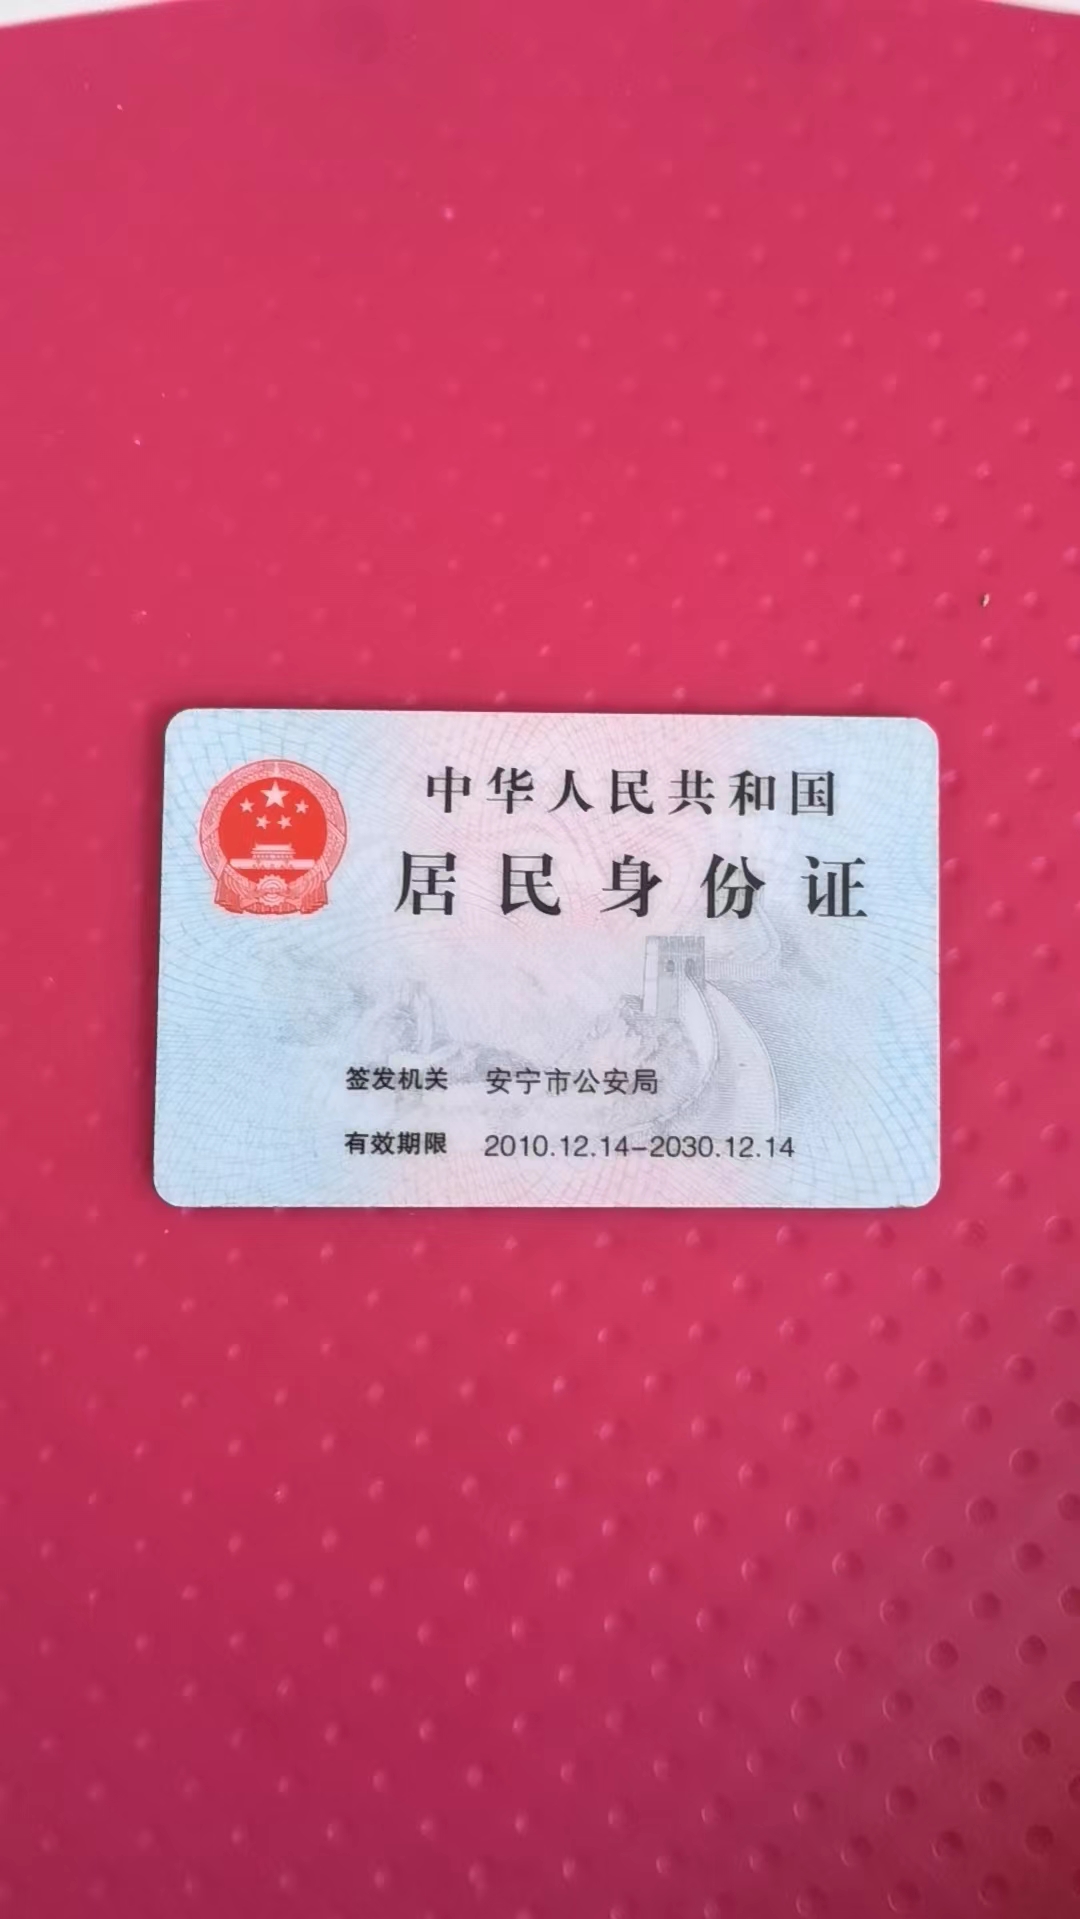 中华人民共和国
居民身份证
签发机关 安宁市公安局
有效期限 2010.12.14-2030.12.14